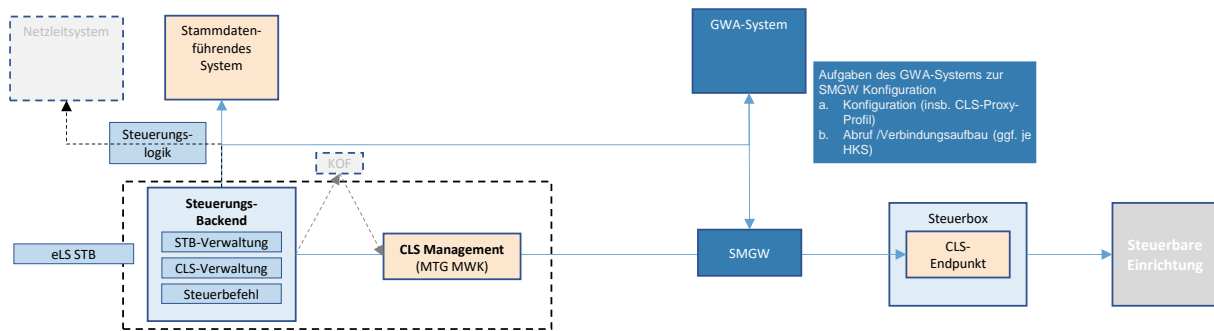 Netzleitsystem
Stammdaten-
führendes
System
GWA-System
Aufgaben des GWA-Systems zur
SMGW Konfiguration
a. Konfiguration (insb. CLS-Proxy-
Profil)
b. Abruf /Verbindungsaufbau (ggf. je
HKS)
Steuerungs-
logik
KOF
Steuerungs-
Backend
STB-Verwaltung
CLS-Verwaltung
Steuerbefehl
eLS STB
CLS Management
(MTG MWK)
SMGW
Steuerbox
CLS-
Endpunkt
Steuerbare
Einrichtung